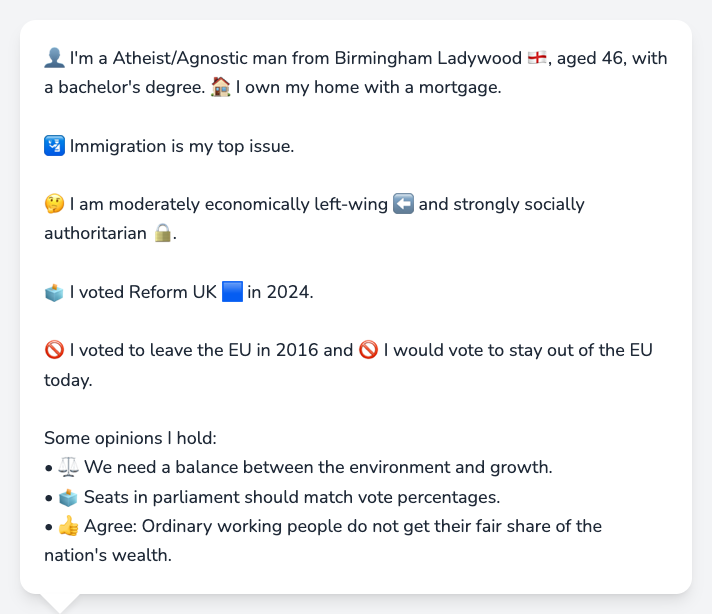 👤 I'm a Atheist/Agnostic man from Birmingham Ladywood 🏴󠁧󠁢󠁥󠁮󠁧󠁿, aged 46, with
a bachelor's degree. 🏠 I own my home with a mortgage.
🛂 Immigration is my top issue.
🤔 I am moderately economically left-wing ⬅️ and strongly socially
authoritarian 🔒.
🗳️ I voted Reform UK 🟦 in 2024.
🚫 I voted to leave the EU in 2016 and 🚫 I would vote to stay out of the EU
today.
Some opinions I hold:
• ⚖️ We need a balance between the environment and growth.
• 🗳️ Seats in parliament should match vote percentages.
• 👍 Agree: Ordinary working people do not get their fair share of the
nation's wealth.